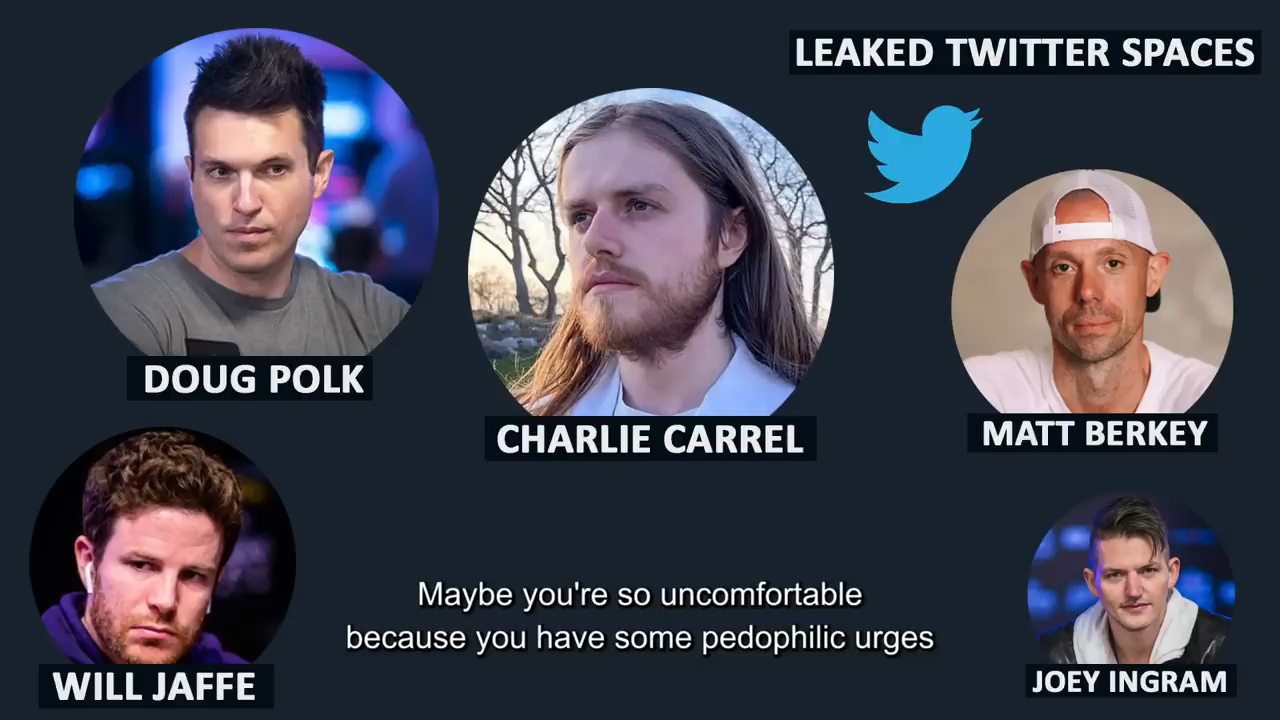 LEAKED TWITTER SPACES
DOUG POLK
CHARLIE CARREL
MATT BERKEY
Maybe you're so uncomfortable
because you have some pedophilic urges
WILL JAFFE
JOEY INGRAM